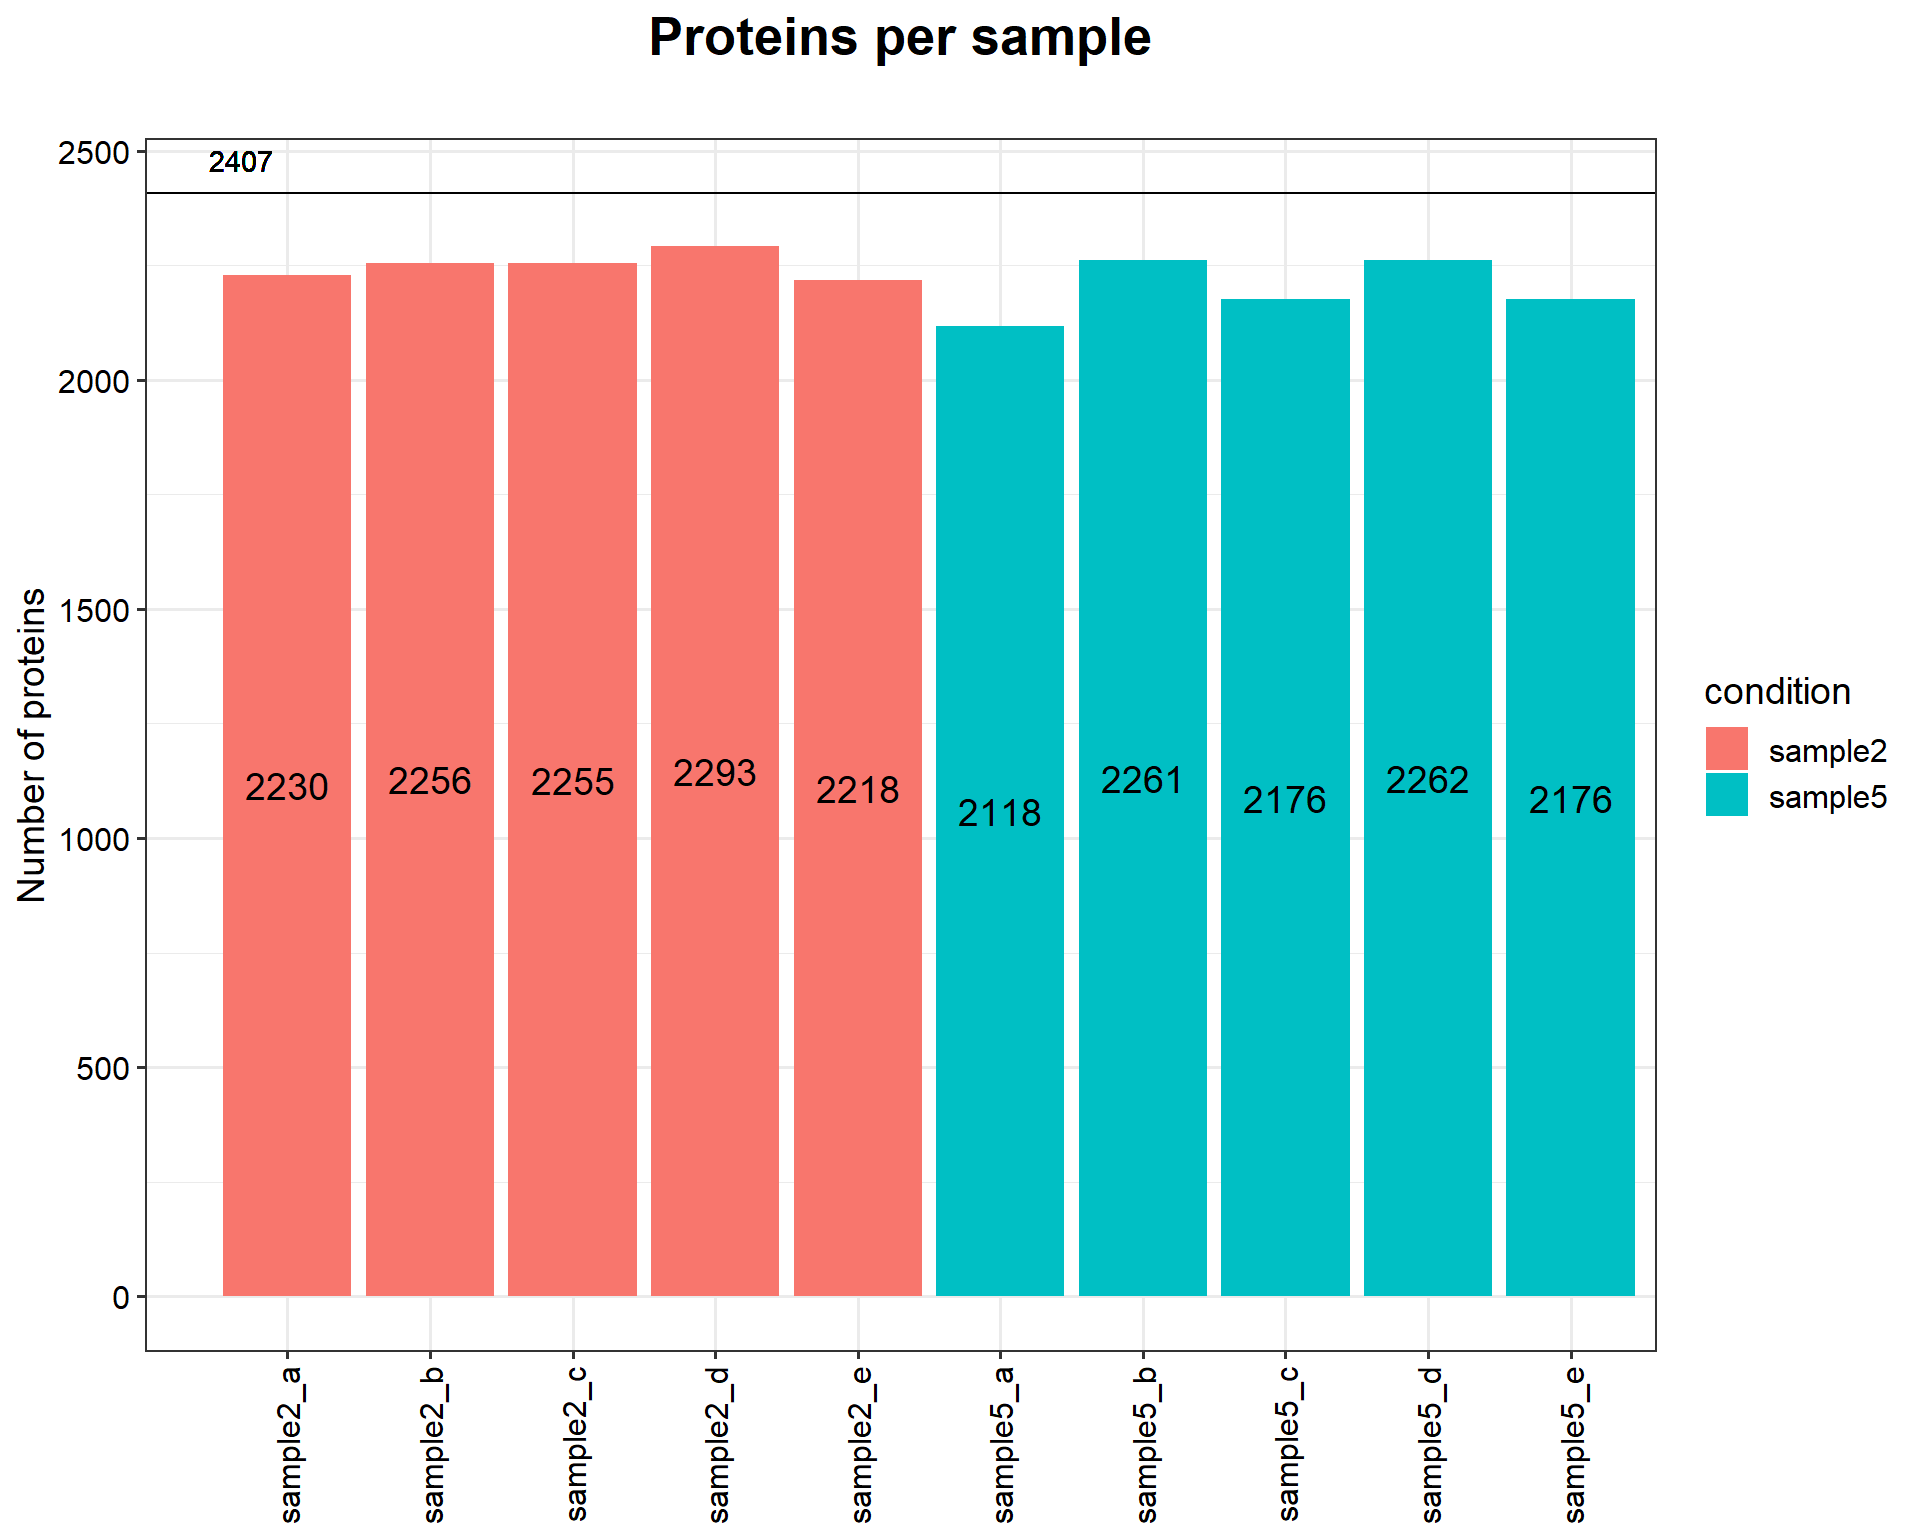 Proteins per sample
Number of proteins
2500
2000
1500
1000
500
0
2407
2230
2256
2255
2293
2218
2118
2261
2176
2262
2176
sample2_a
sample2_b
sample2_c
sample2_d
sample2_e
sample5_a
sample5_b
sample5_c
sample5_d
sample5_e
condition
sample2
sample5